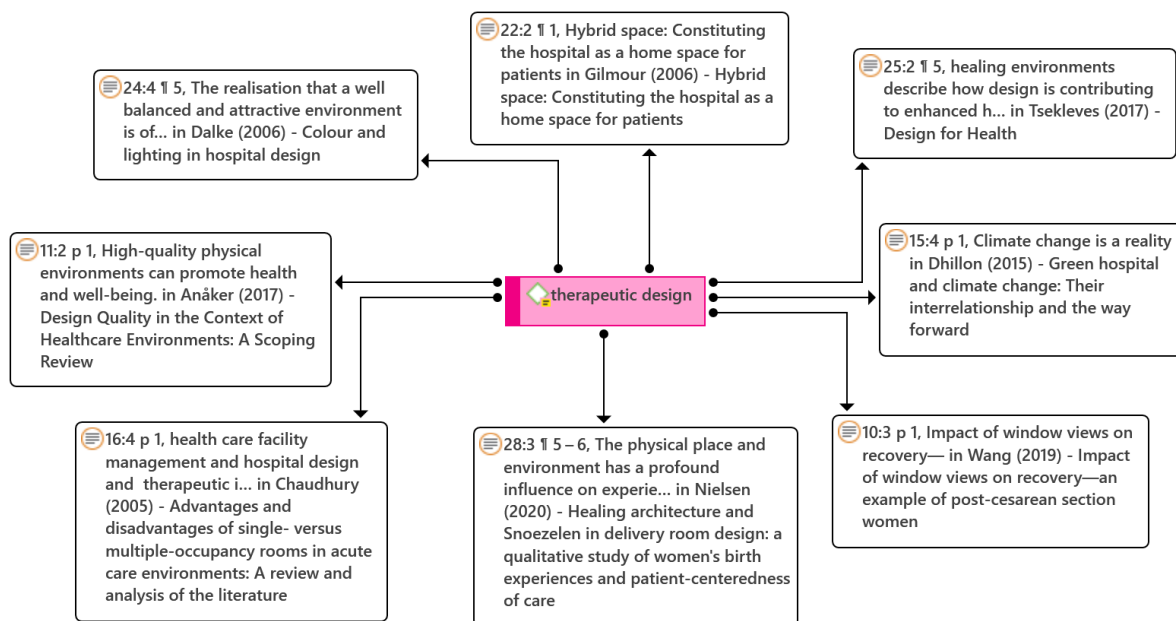 22:2 ¶ 1, Hybrid space: Constituting
the hospital as a home space for
patients in Gilmour (2006) - Hybrid
space: Constituting the hospital as a
home space for patients
24:4 ¶ 5, The realisation that a well
balanced and attractive environment
is of... in Dalke (2006) - Colour and
lighting in hospital design
25:2 ¶ 5, healing environments
describe how design is contributing
to enhanced h... in Tsekleves (2017) -
Design for Health
11:2 p 1, High-quality physical
environments can promote health
and well-being. in Anåker (2017) -
Design Quality in the Context of
Healthcare Environments: A Scoping
Review
therapeutic design
15:4 p 1, Climate change is a reality
in Dhillon (2015) - Green hospital
and climate change: Their
interrelationship and the way
forward
16:4 p 1, health care facility
management and hospital design
and therapeutic i... in Chaudhury
(2005) - Advantages and
disadvantages of single- versus
multiple-occupancy rooms in acute
care environments: A review and
analysis of the literature
28:3 ¶ 5 – 6, The physical place and
environment has a profound
influence on experie... in Nielsen
(2020) - Healing architecture and
Snoezelen in delivery room design: a
qualitative study of women's birth
experiences and patient-centeredness
of care
10:3 p 1, Impact of window views on
recovery— in Wang (2019) - Impact
of window views on recovery—an
example of post-cesarean section
women